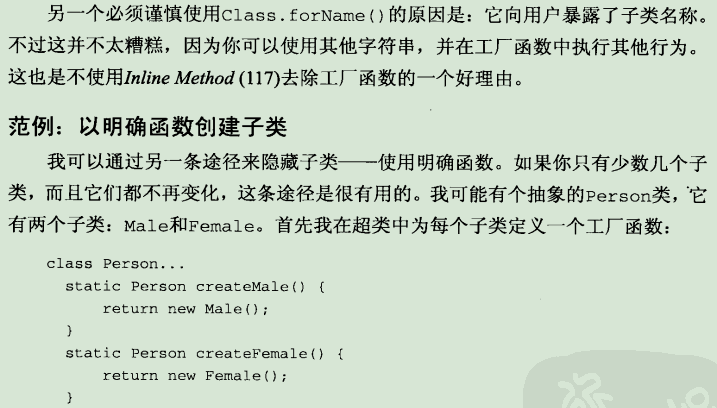 另一个必须谨慎使用Class.forName()的原因是：它向用户暴露了子类名称。
不过这并不太糟糕，因为你可以使用其他字符串，并在工厂函数中执行其他行为。
这也是不使用Inline Method (117)去除工厂函数的一个好理由。
范例：以明确函数创建子类
我可以通过另一条途径来隐藏子类——使用明确函数。如果你只有少数几个子
类，而且它们都不再变化，这条途径是很有用的。我可能有个抽象的Person类，它
有两个子类：Male和Female。首先我在超类中为每个子类定义一个工厂函数：
class Person...
static Person createMale() {
return new Male();
}
static Person createFemale() {
return new Female();
}